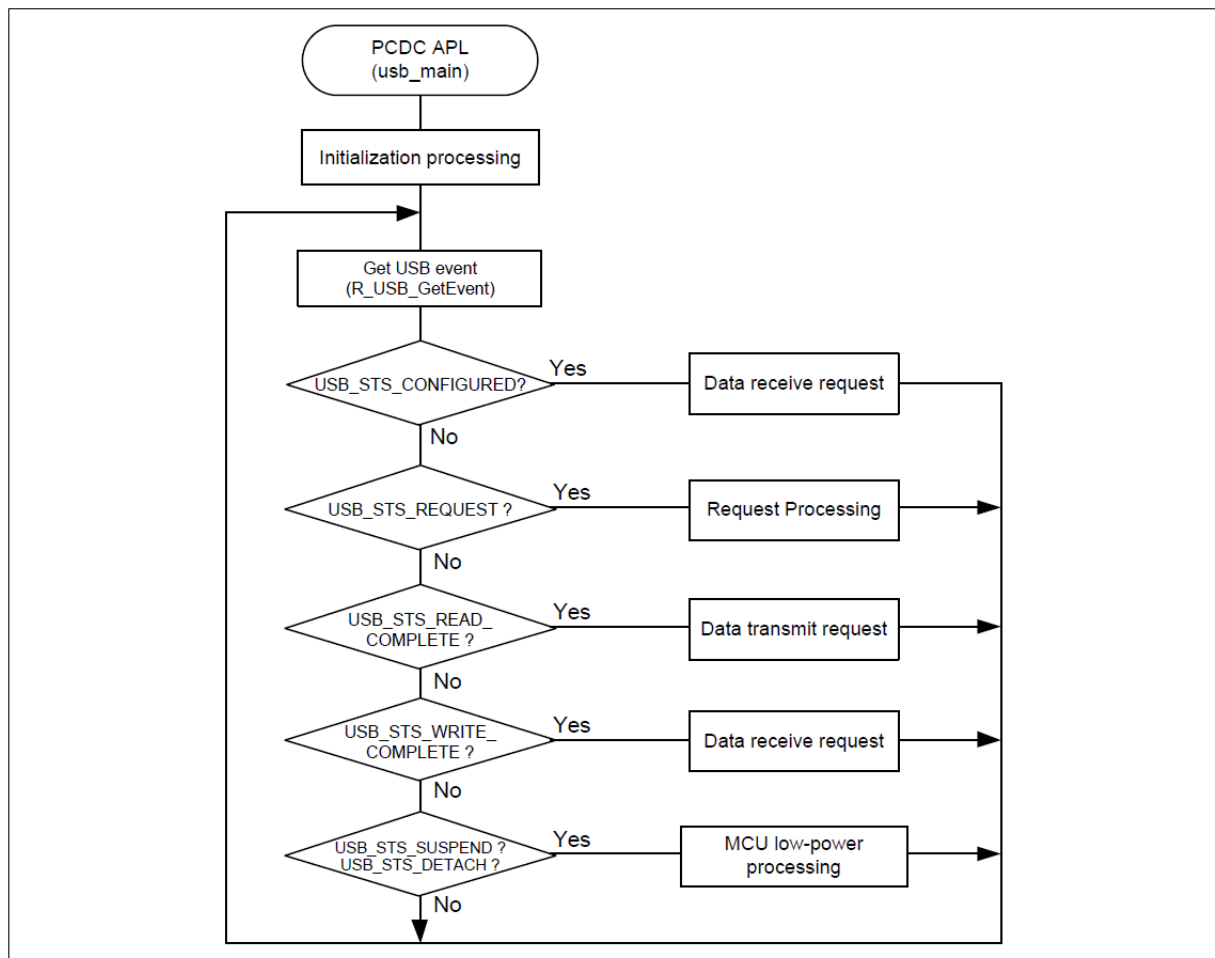 PCDC APL
(usb_main)
Initialization processing
Get USB event
(R_USB_GetEvent)
USB_STS_CONFIGURED?
Yes
Data receive request
No
USB_STS_REQUEST ?
Yes
Request Processing
No
USB_STS_READ_
COMPLETE ?
Yes
Data transmit request
No
USB_STS_WRITE_
COMPLETE ?
Yes
Data receive request
No
USB_STS_SUSPEND ?
USB_STS_DETACH ?
Yes
MCU low-power
processing
No